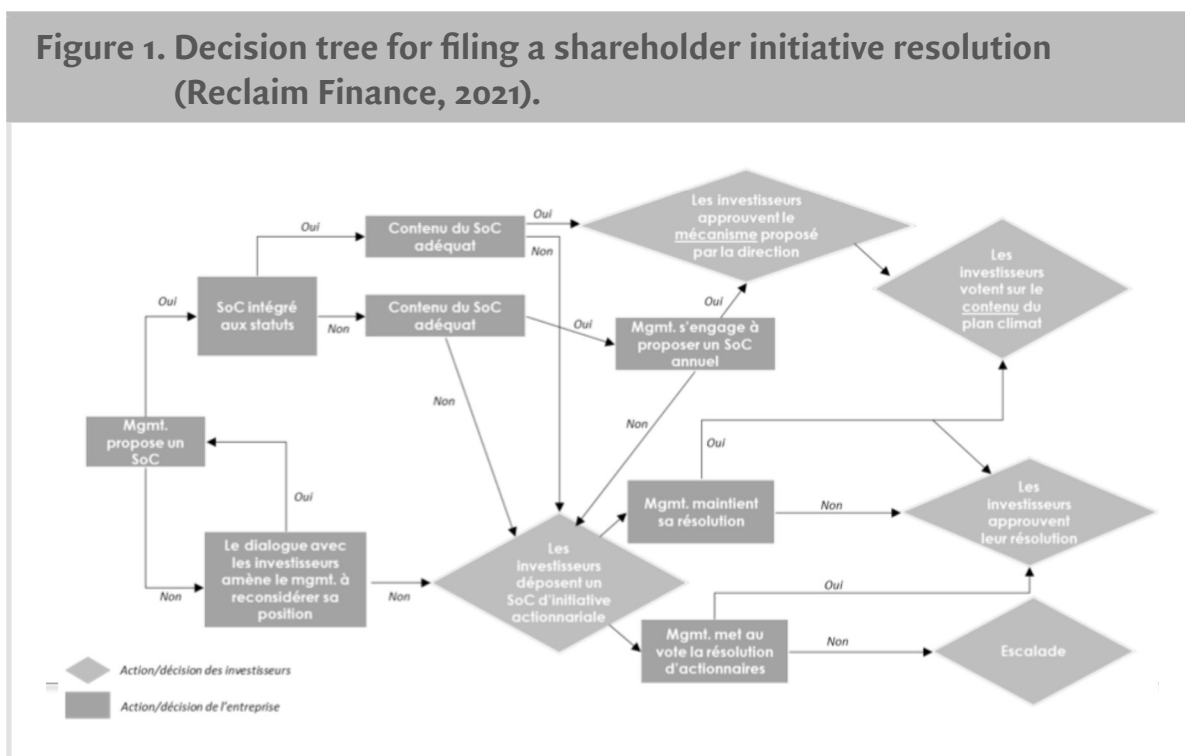 Figure 1. Decision tree for filing a shareholder initiative resolution
(Reclaim Finance, 2021).
Les
investisseurs
approuvent le
mécanisme proposé
par la direction
Oui
Contenu du SoC
adéquat
Oui
Non
Les
investisseurs
votent sur le
contenu du
plan climat
Oui
SoC intégré
aux statuts
Non
Contenu du SoC
adéquat
Oui
Mgmt. s'engage à
proposer un SoC
annuel
Oui
Non
Non
Mgmt.
propose un
SoC
Oui
Non
Le dialogue avec
les investisseurs
amène le mgmt. à
reconsidérer sa
position
Non
Les
investisseurs
déposent un
SoC d'initiative
actionnariale
Mgmt. maintient
sa résolution
Oui
Non
Les
investisseurs
approuvent
leur résolution
Mgmt. met au
vote la résolution
d'actionnaires
Oui
Non
Escalade
Action/décision des investisseurs
Action/décision de l'entreprise